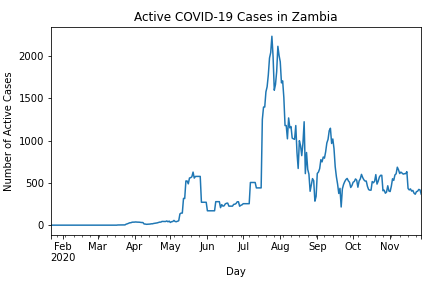 Active COVID-19 Cases in Zambia
Number of Active Cases
2000
1500
1000
500
0
Feb Mar Apr May Jun Jul Aug Sep Oct Nov
2020
Day